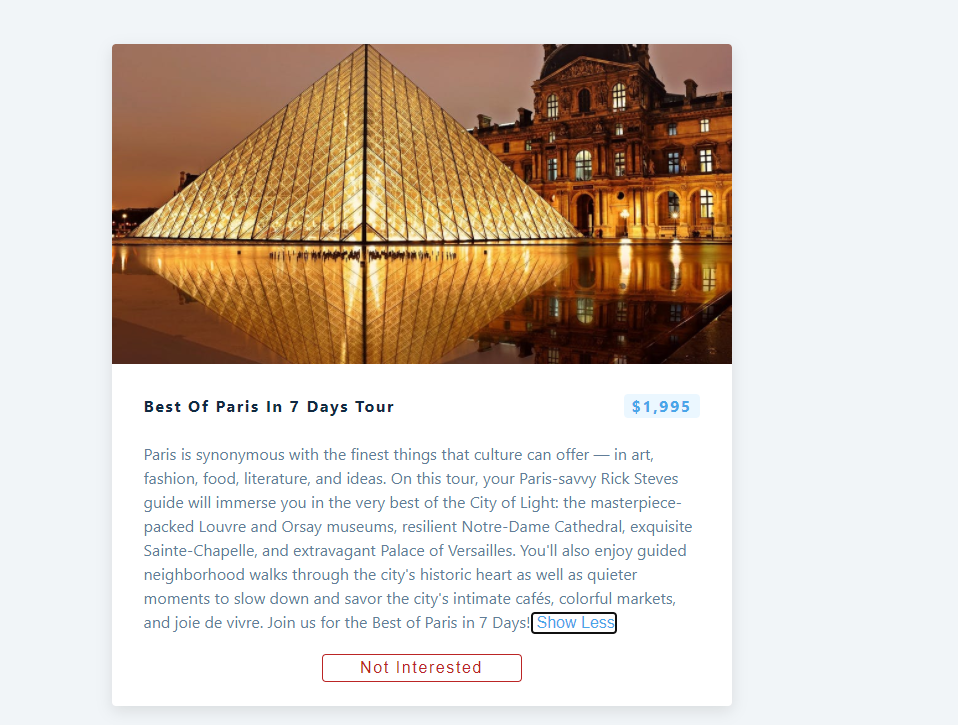 Best Of Paris In 7 Days Tour
$1,995
Paris is synonymous with the finest things that culture can offer — in art,
fashion, food, literature, and ideas. On this tour, your Paris-savvy Rick Steves
guide will immerse you in the very best of the City of Light: the masterpiece-
packed Louvre and Orsay museums, resilient Notre-Dame Cathedral, exquisite
Sainte-Chapelle, and extravagant Palace of Versailles. You'll also enjoy guided
neighborhood walks through the city's historic heart as well as quieter
moments to slow down and savor the city's intimate cafés, colorful markets,
and joie de vivre. Join us for the Best of Paris in 7 Days! Show Less
Not Interested